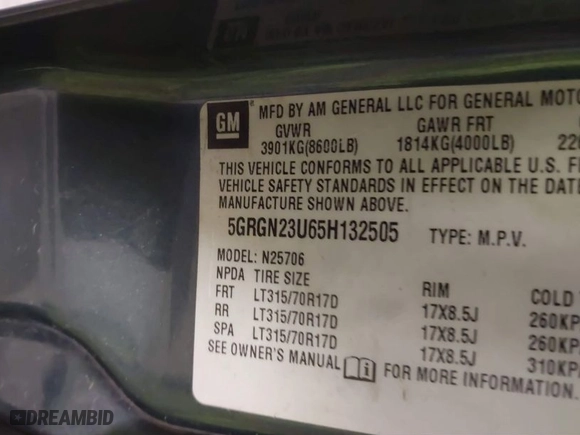 GM
MFD BY AM GENERAL LLC FOR GENERAL MOTO
GVWR GAWR FRT
3901KG(8600LB) 1814KG(4000LB) 226
THIS VEHICLE CONFORMS TO ALL APPLICABLE U.S. F
VEHICLE SAFETY STANDARDS IN EFFECT ON THE DATE
MANUFACTURE SHOWN ABOVE.
5GRGN23U65H132505 TYPE: M.P.V.
MODEL: N25706
NPDA TIRE SIZE RIM COLD
FRT LT315/70R17D 17X8.5J 260KP
RR LT315/70R17D 17X8.5J 260KP
SPA LT315/70R17D 17X8.5J 310KP
SEE OWNER'S MANUAL FOR MORE INFORMATION.
DREAMBID